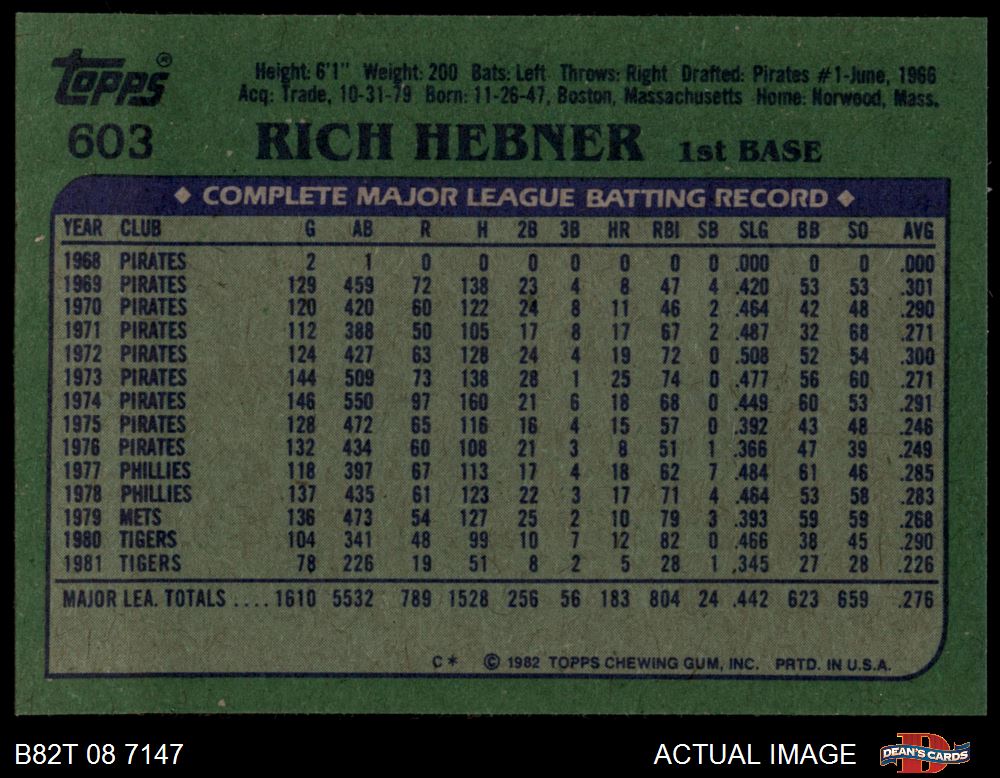 Topps®
Height: 6'1" Weight: 200 Bats: Left Throws: Right Drafted: Pirates #1-June, 1966
Acq: Trade, 10-31-79 Born: 11-26-47, Boston, Massachusetts Home: Norwood, Mass.
603 RICH HEBNER 1st BASE
◆ COMPLETE MAJOR LEAGUE BATTING RECORD ◆
YEAR CLUB G AB R H 2B 3B HR RBI SB SLG BB SO AVG
1968 PIRATES 2 1 0 0 0 0 0 0 0 .000 0 0 .000
1969 PIRATES 129 459 72 138 23 4 8 47 4 .420 53 53 .301
1970 PIRATES 120 420 60 122 24 8 11 46 2 .464 42 48 .290
1971 PIRATES 112 388 50 105 17 8 17 67 2 .487 32 68 .271
1972 PIRATES 124 427 63 128 24 4 19 72 0 .508 52 54 .300
1973 PIRATES 144 509 73 138 28 1 25 74 0 .477 56 60 .271
1974 PIRATES 146 550 97 160 21 6 18 68 0 .449 60 53 .291
1975 PIRATES 128 472 65 116 16 4 15 57 0 .392 43 48 .246
1976 PIRATES 132 434 60 108 21 3 8 51 1 .366 47 39 .249
1977 PHILLIES 118 397 67 113 17 4 18 62 7 .484 61 46 .285
1978 PHILLIES 137 435 61 123 22 3 17 71 4 .464 53 58 .283
1979 METS 136 473 54 127 25 2 10 79 3 .393 59 59 .268
1980 TIGERS 104 341 48 99 10 7 12 82 0 .466 38 45 .290
1981 TIGERS 78 226 19 51 8 2 5 28 1 .345 27 28 .226
MAJOR LEA. TOTALS .... 1610 5532 789 1528 256 56 183 804 24 .442 623 659 .276
C* © 1982 TOPPS CHEWING GUM, INC. PRTD. IN U.S.A.
B82T 08 7147 ACTUAL IMAGE DEAN'S CARDS